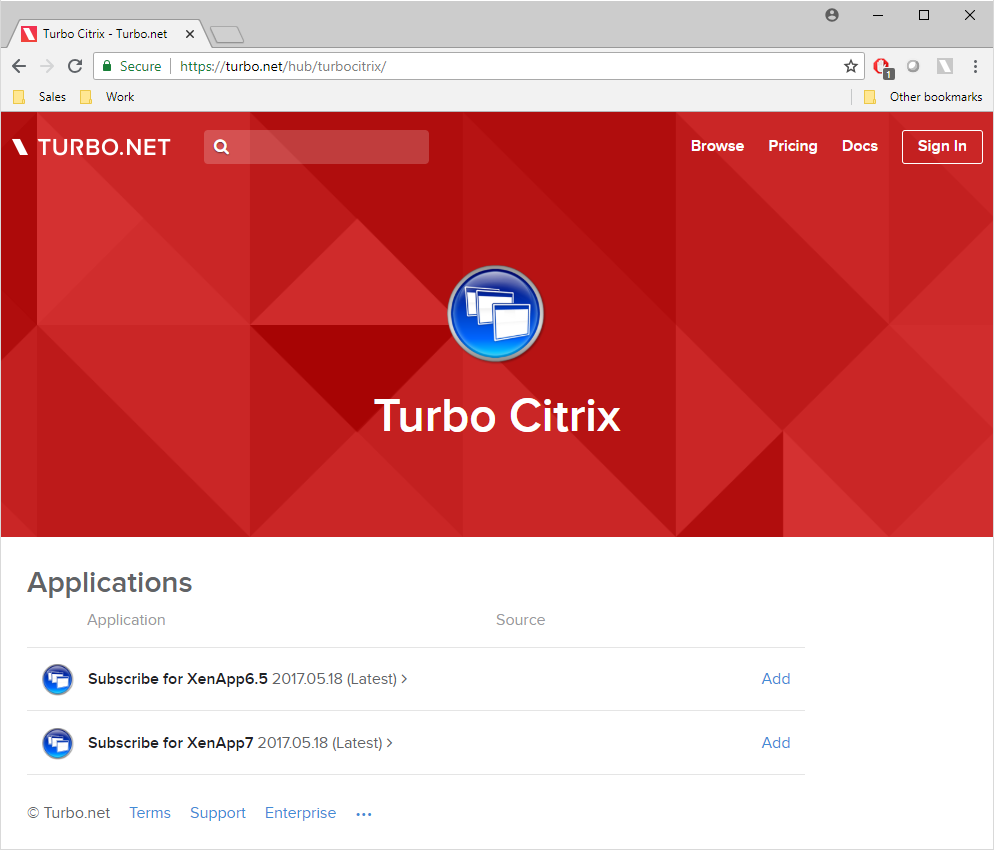 Turbo Citrix - Turbo.net
Secure https://turbo.net/hub/turbocitrix/
1
Sales Work Other bookmarks
TURBO.NET Browse Pricing Docs Sign In
Turbo Citrix
Applications
Application Source
Subscribe for XenApp6.5 2017.05.18 (Latest) > Add
Subscribe for XenApp7 2017.05.18 (Latest) > Add
© Turbo.net Terms Support Enterprise •••